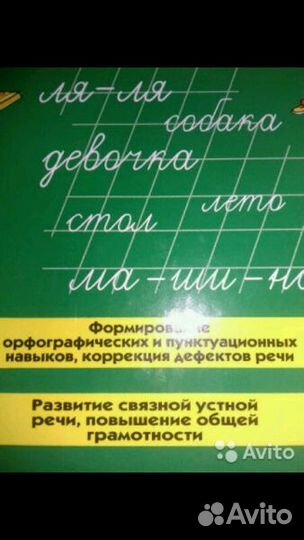 ля-ля
собака
девочка
лето
стол
ма-ши-на
Формирование
орфографических и пунктуационных
навыков, коррекция дефектов речи
Развитие связной устной
речи, повышение общей
грамотности
Avito
Avito